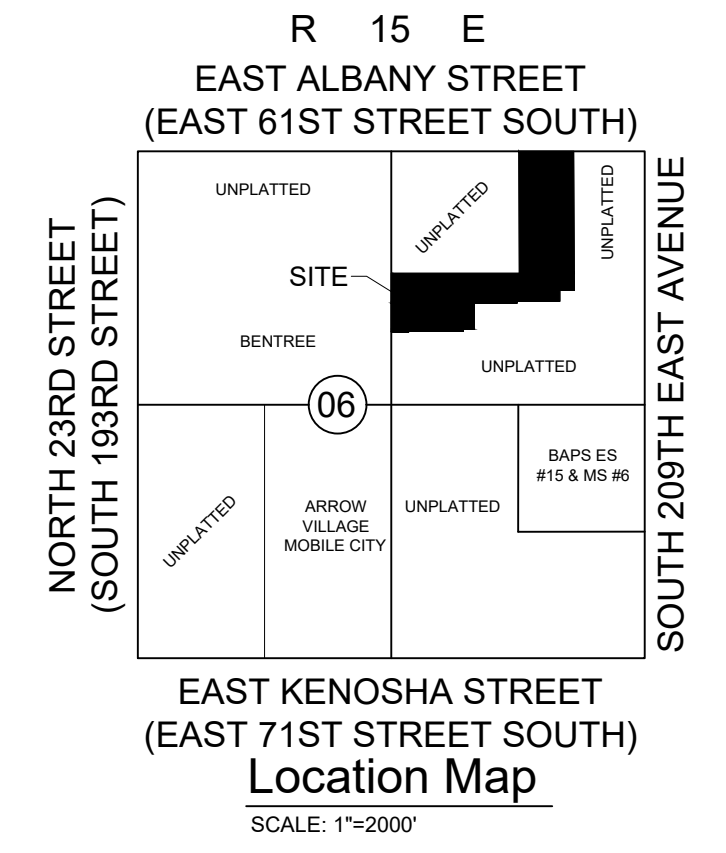 R 15 E
EAST ALBANY STREET
(EAST 61ST STREET SOUTH)
NORTH 23RD STREET
(SOUTH 193RD STREET)
UNPLATTED
UNPLATTED
UNPLATTED
SITE
BENTREE
UNPLATTED
06
SOUTH 209TH EAST AVENUE
UNPLATTED
ARROW
VILLAGE
MOBILE CITY
UNPLATTED
BAPS ES
#15 & MS #6
EAST KENOSHA STREET
(EAST 71ST STREET SOUTH)
Location Map
SCALE: 1"=2000'